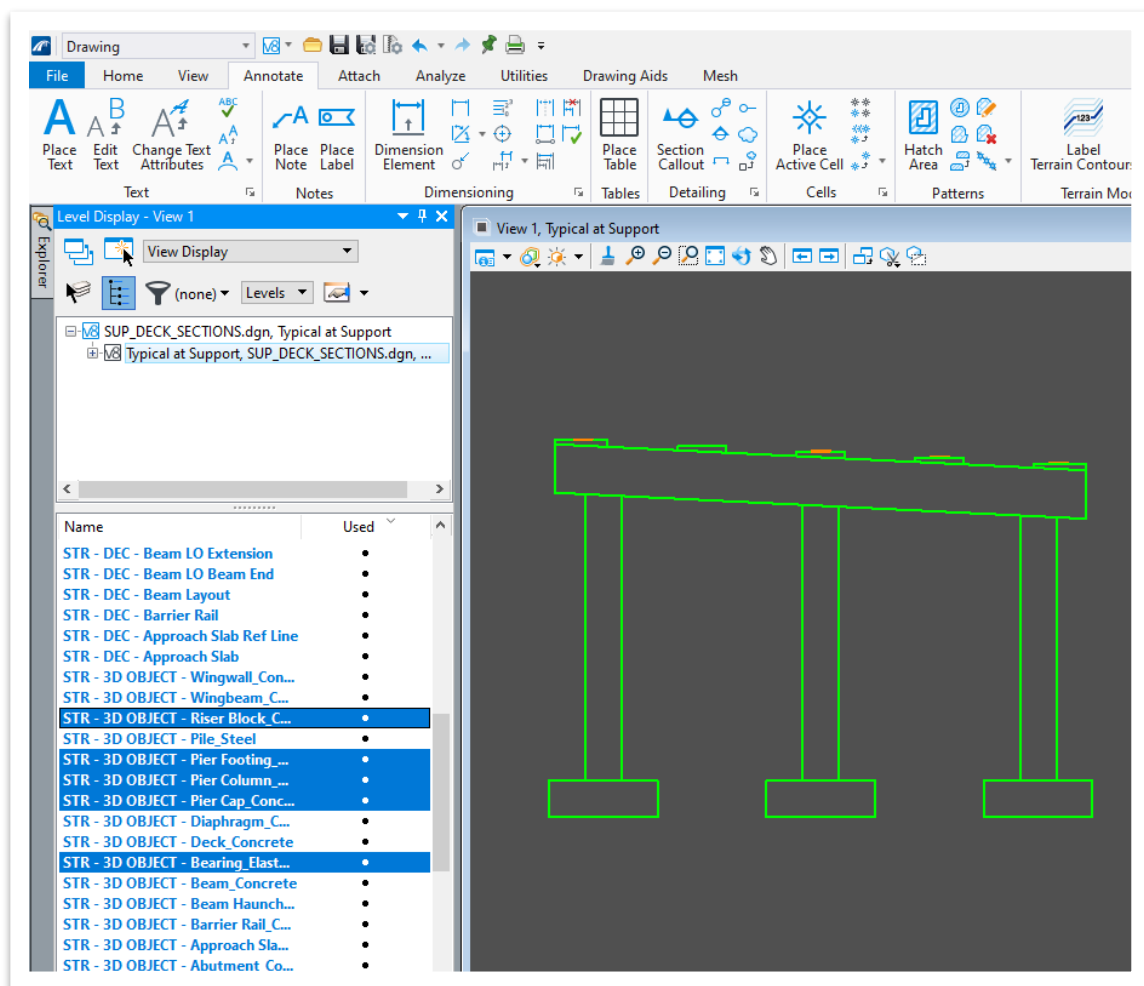 Drawing
File Home View Annotate Attach Analyze Utilities Drawing Aids Mesh
Place Text
Edit Text
Change Text Attributes
ABC
Place Note
Place Label
Dimension Element
Place Table
Section Callout
Place Active Cell
Hatch Area
123
Label Terrain Contours
Text Notes Dimensioning Tables Detailing Cells Patterns Terrain Mo
Explorer
Level Display - View 1
View Display
(none) Levels
SUP_DECK_SECTIONS.dgn, Typical at Support
Typical at Support, SUP_DECK_SECTIONS.dgn, ...
Name Used
STR - DEC - Beam LO Extension
STR - DEC - Beam LO Beam End
STR - DEC - Beam Layout
STR - DEC - Barrier Rail
STR - DEC - Approach Slab Ref Line
STR - DEC - Approach Slab
STR - 3D OBJECT - Wingwall_Con...
STR - 3D OBJECT - Wingbeam_C...
STR - 3D OBJECT - Riser Block_C...
STR - 3D OBJECT - Pile_Steel
STR - 3D OBJECT - Pier Footing_...
STR - 3D OBJECT - Pier Column_...
STR - 3D OBJECT - Pier Cap_Conc...
STR - 3D OBJECT - Diaphragm_C...
STR - 3D OBJECT - Deck_Concrete
STR - 3D OBJECT - Bearing_Elast...
STR - 3D OBJECT - Beam_Concrete
STR - 3D OBJECT - Beam Haunch...
STR - 3D OBJECT - Barrier Rail_C...
STR - 3D OBJECT - Approach Sla...
STR - 3D OBJECT - Abutment_Co...
View 1, Typical at Support